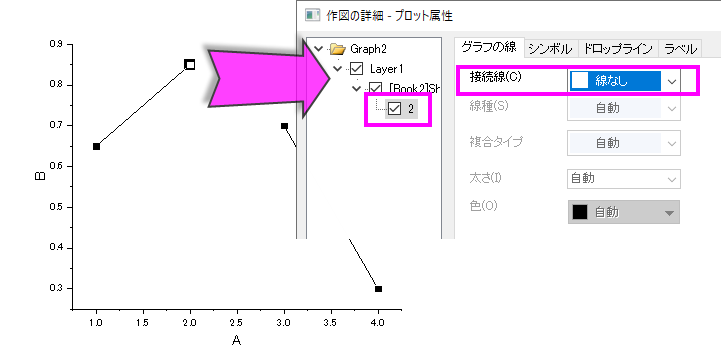 作図の詳細 - プロット属性
Graph2
Layer1
[Book2]Sh
2
グラフの線 シンボル ドロップライン ラベル
接続線(C) 線なし
線種(S) 自動
複合タイプ 自動
太さ(I) 自動
色(O) 自動
0.9
0.8
0.7
0.6
0.5
0.4
0.3
B
1.0 1.5 2.0 2.5 3.0 3.5 4.0
A